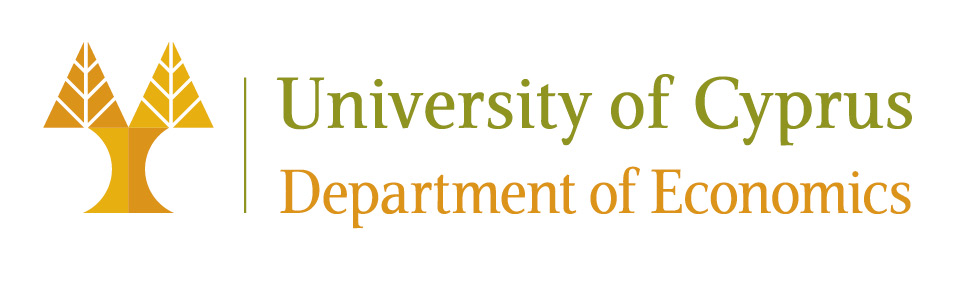 University of Cyprus
Department of Economics